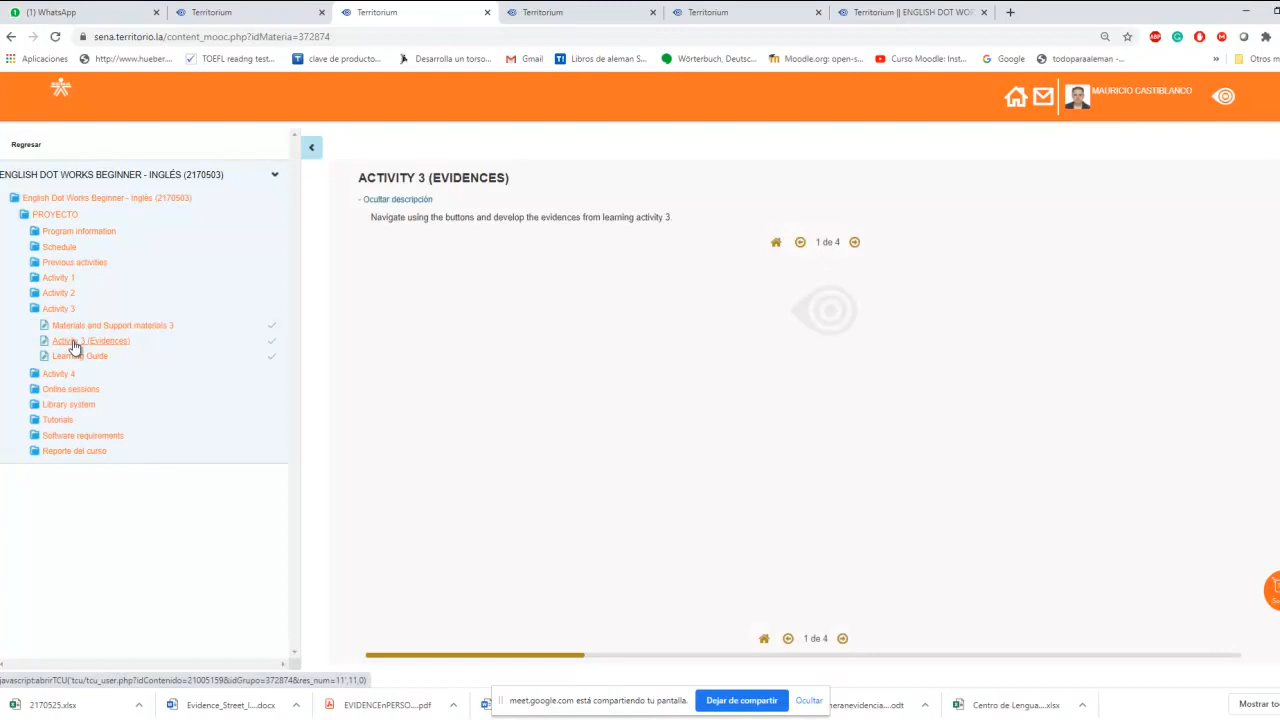 (1) WhatsApp
Territorium
Territorium
Territorium
Territorium
Territorium || ENGLISH DOT WOR
sena.territorio.la/content_mooc.php?idMateria=372874
Aplicaciones
http://www.hueber....
TOEFL readnig test...
clave de producto...
Desarrolla un torso...
Gmail
Libros de aleman S...
Wörterbuch, Deutsc...
Moodle.org: open-s...
Curso Moodle: Inst...
Google
todoparaaleman -...
»
Otros m
MAURICIO CASTIBLANCO
Regresar
ENGLISH DOT WORKS BEGINNER - INGLÉS (2170503)
English Dot Works Beginner - Inglés (2170503)
PROYECTO
Program information
Schedule
Previous activities
Activity 1
Activity 2
Activity 3
Materials and Support materials 3
Activity 3 (Evidences)
Learning Guide
Activity 4
Online sessions
Library system
Tutorials
Software requirements
Reporte del curso
ACTIVITY 3 (EVIDENCES)
- Ocultar descripción
Navigate using the buttons and develop the evidences from learning activity 3.
1 de 4
1 de 4
javascript:abrirTCU('tcu/tcu_user.php?idContenido=21005159&idGrupo=372874&res_num=11',11,0)
2170525.xlsx
Evidence_Street_l....docx
EVIDENCEnPERSO....pdf
meet.google.com está compartiendo tu pantalla.
Dejar de compartir
Ocultar
neranevidencia....odt
Centro de Lengua....xlsx
Mostrar to